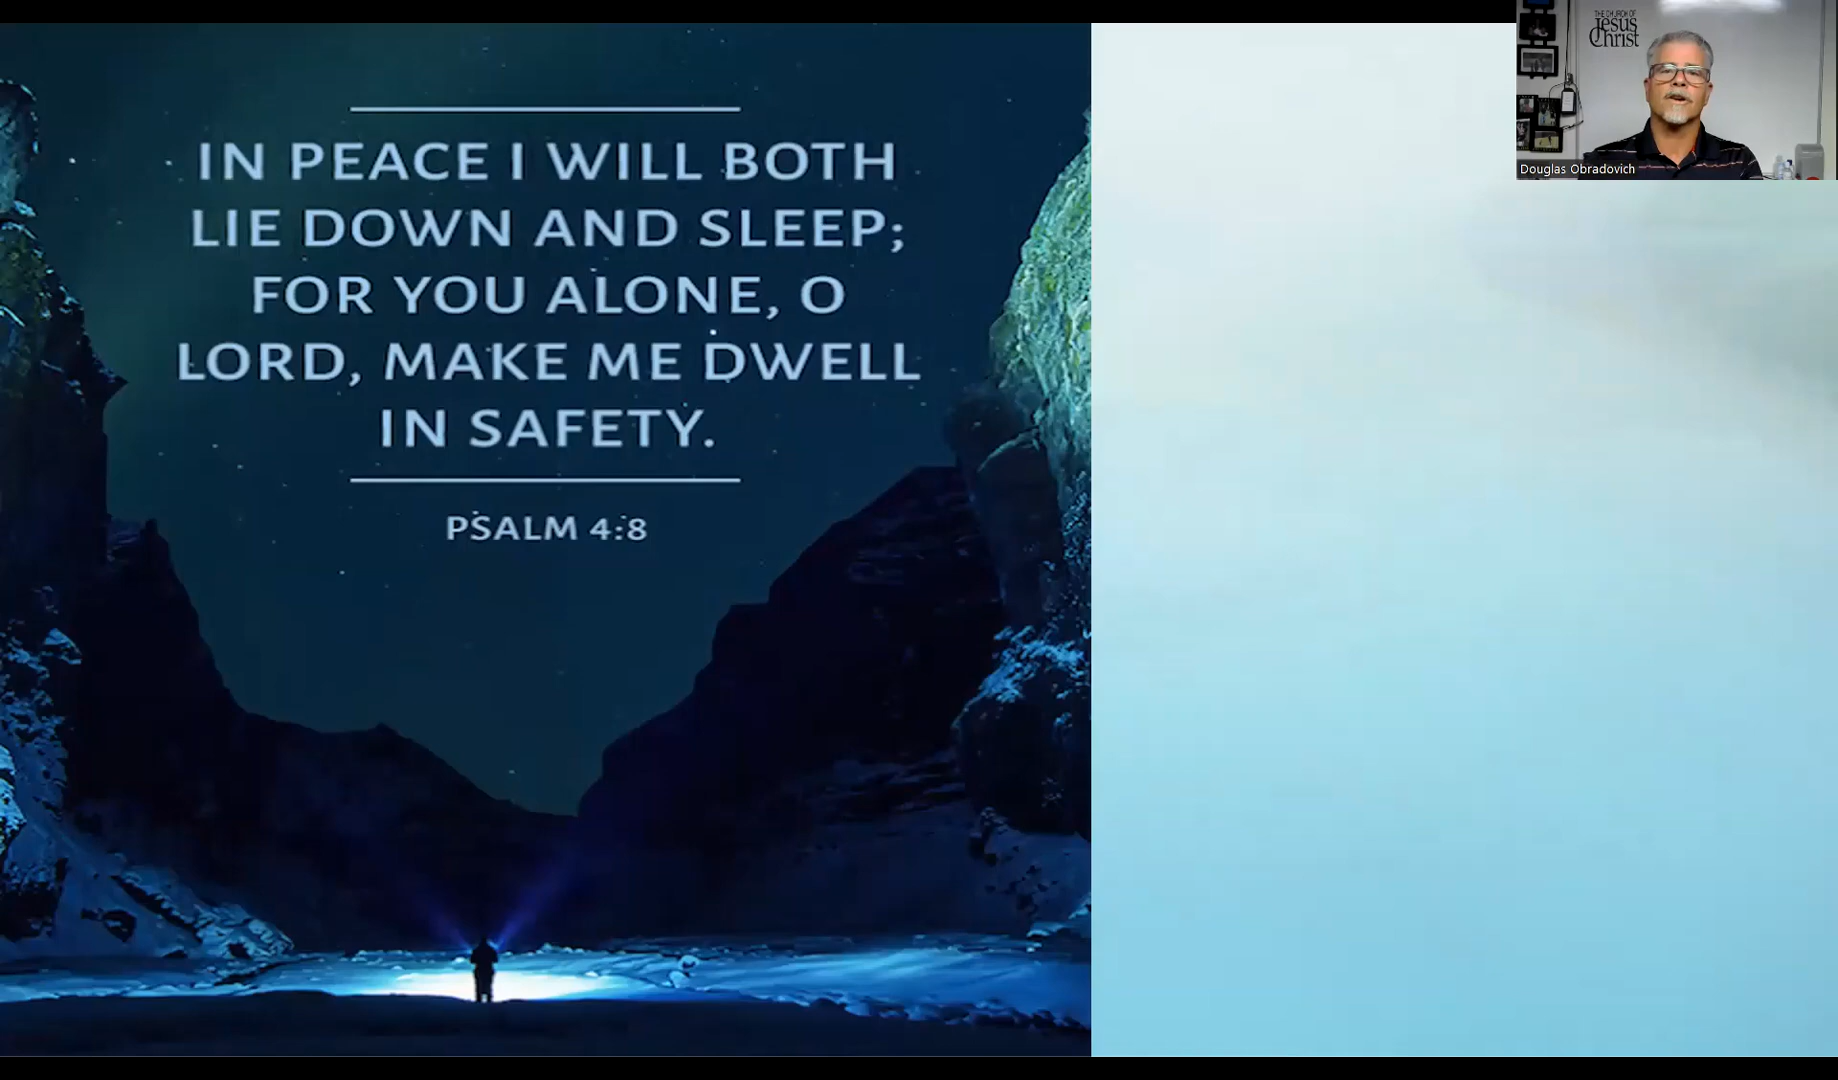 IN PEACE I WILL BOTH
LIE DOWN AND SLEEP;
FOR YOU ALONE, O
LORD, MAKE ME DWELL
IN SAFETY.
PSALM 4:8
THE CHURCH OF
Jesus
Christ
Douglas Obradovich